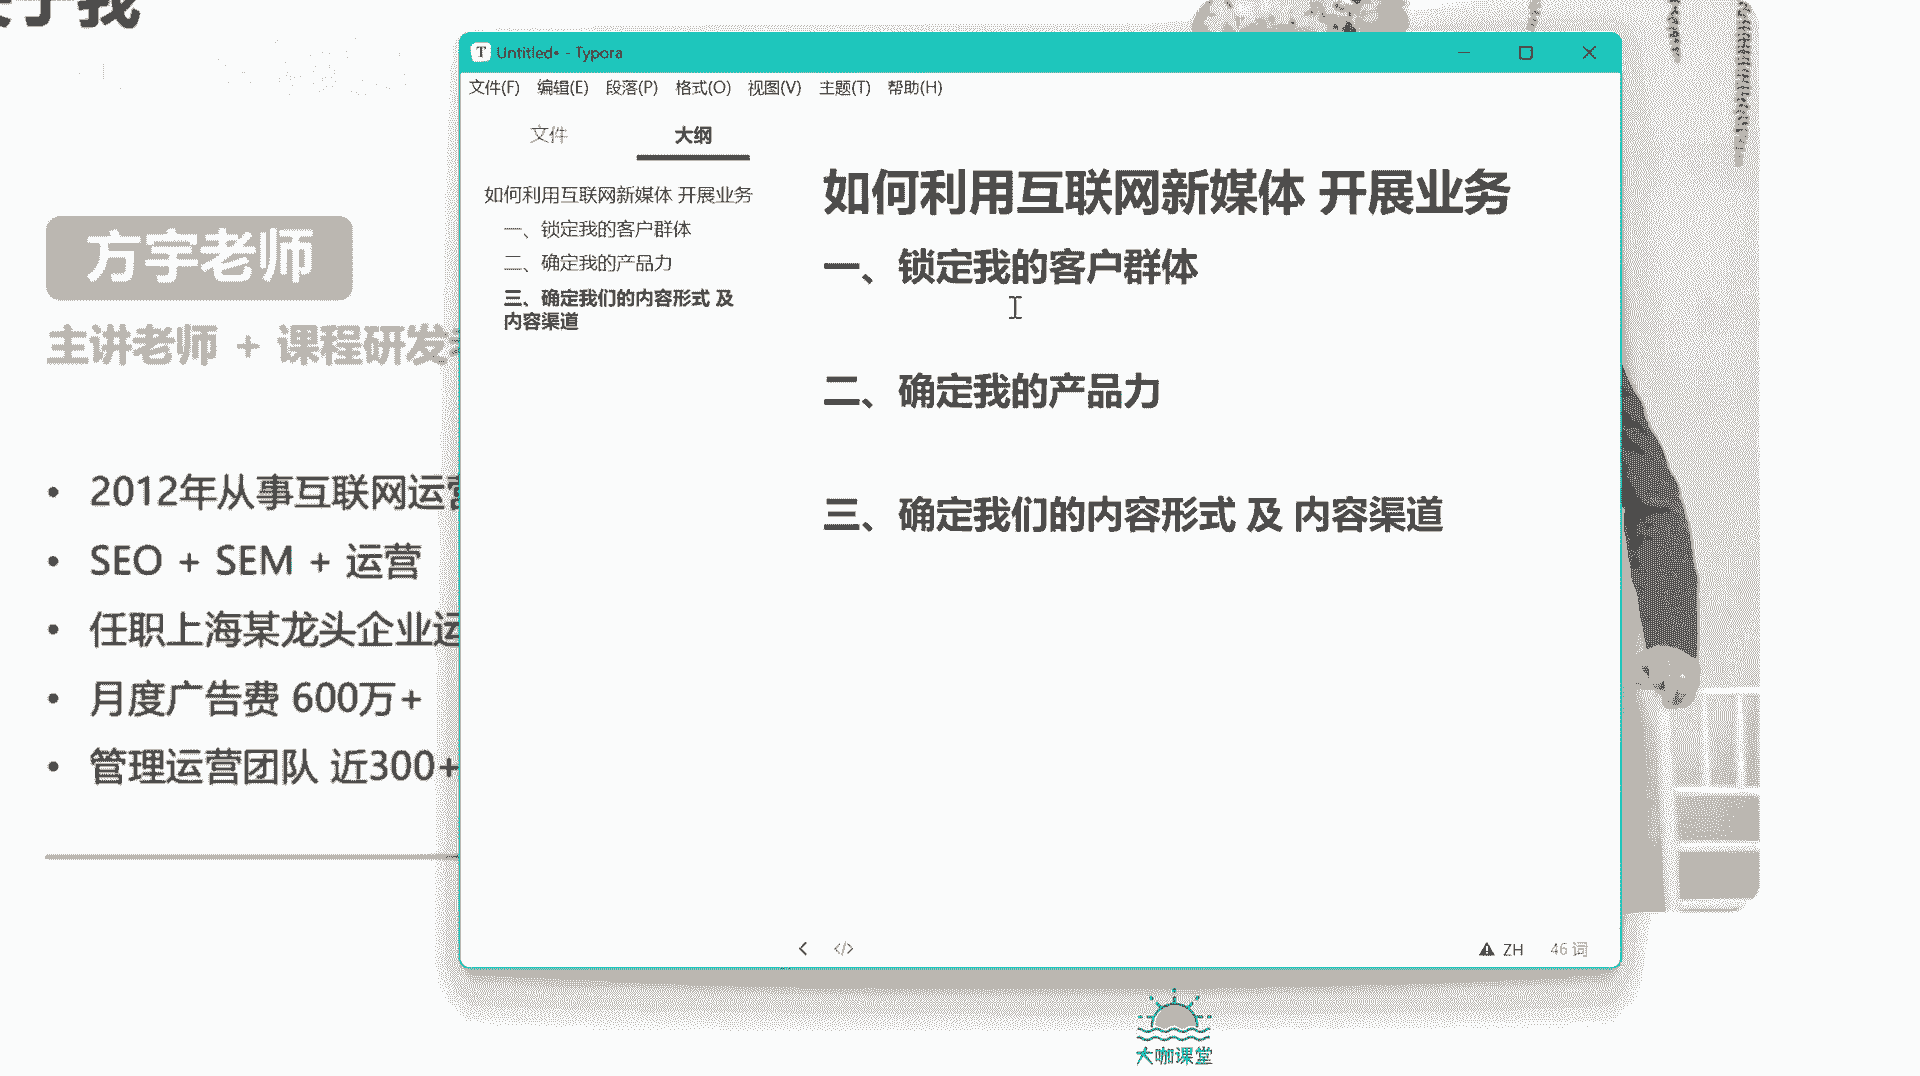 于我
方宇老师
主讲老师 + 课程研发
2012年从事互联网运营
SEO + SEM + 运营
任职上海某龙头企业运
月度广告费 600万+
管理运营团队 近300+
Untitled• - Typora
文件(F) 编辑(E) 段落(P) 格式(O) 视图(V) 主题(T) 帮助(H)
文件 大纲
如何利用互联网新媒体 开展业务
一、锁定我的客户群体
二、确定我的产品力
三、确定我们的内容形式 及
内容渠道
如何利用互联网新媒体 开展业务
一、锁定我的客户群体
二、确定我的产品力
三、确定我们的内容形式 及 内容渠道
ZH 46 词
大咖课堂